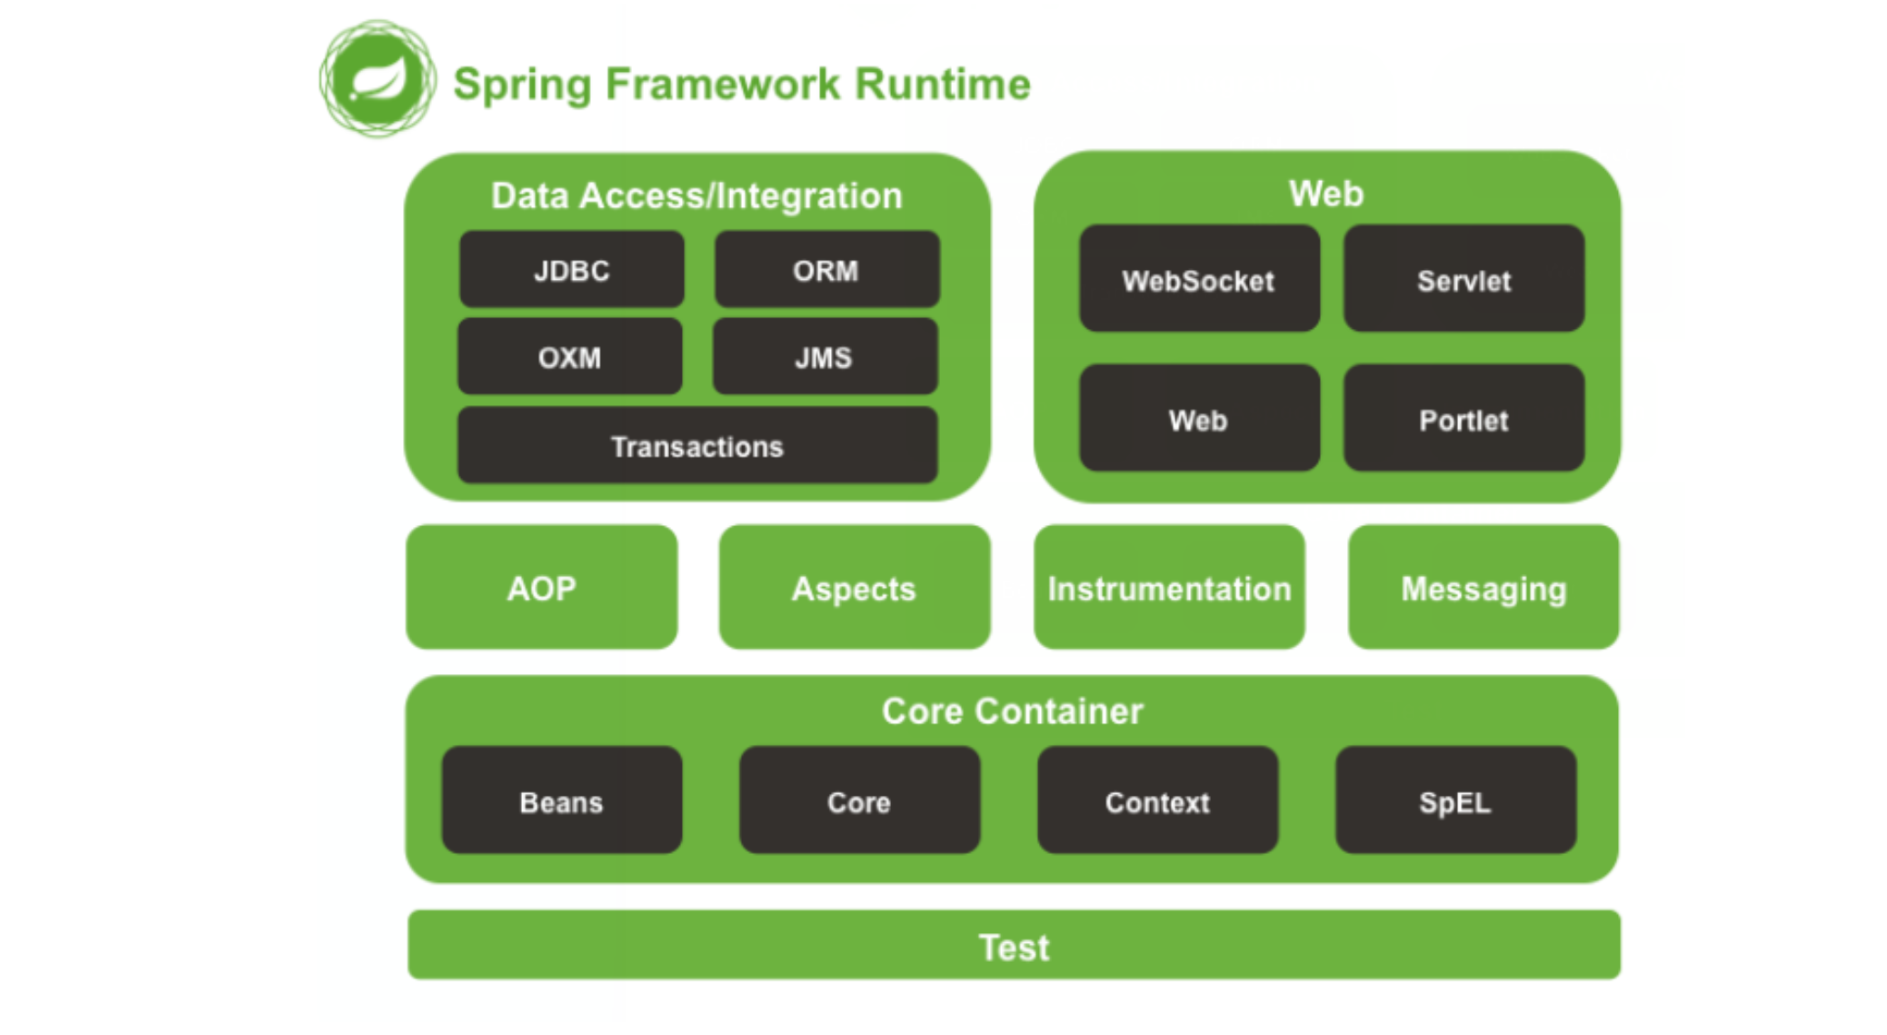 Spring Framework Runtime
Data Access/Integration
JDBC
ORM
OXM
JMS
Transactions
Web
WebSocket
Servlet
Web
Portlet
AOP
Aspects
Instrumentation
Messaging
Core Container
Beans
Core
Context
SpEL
Test